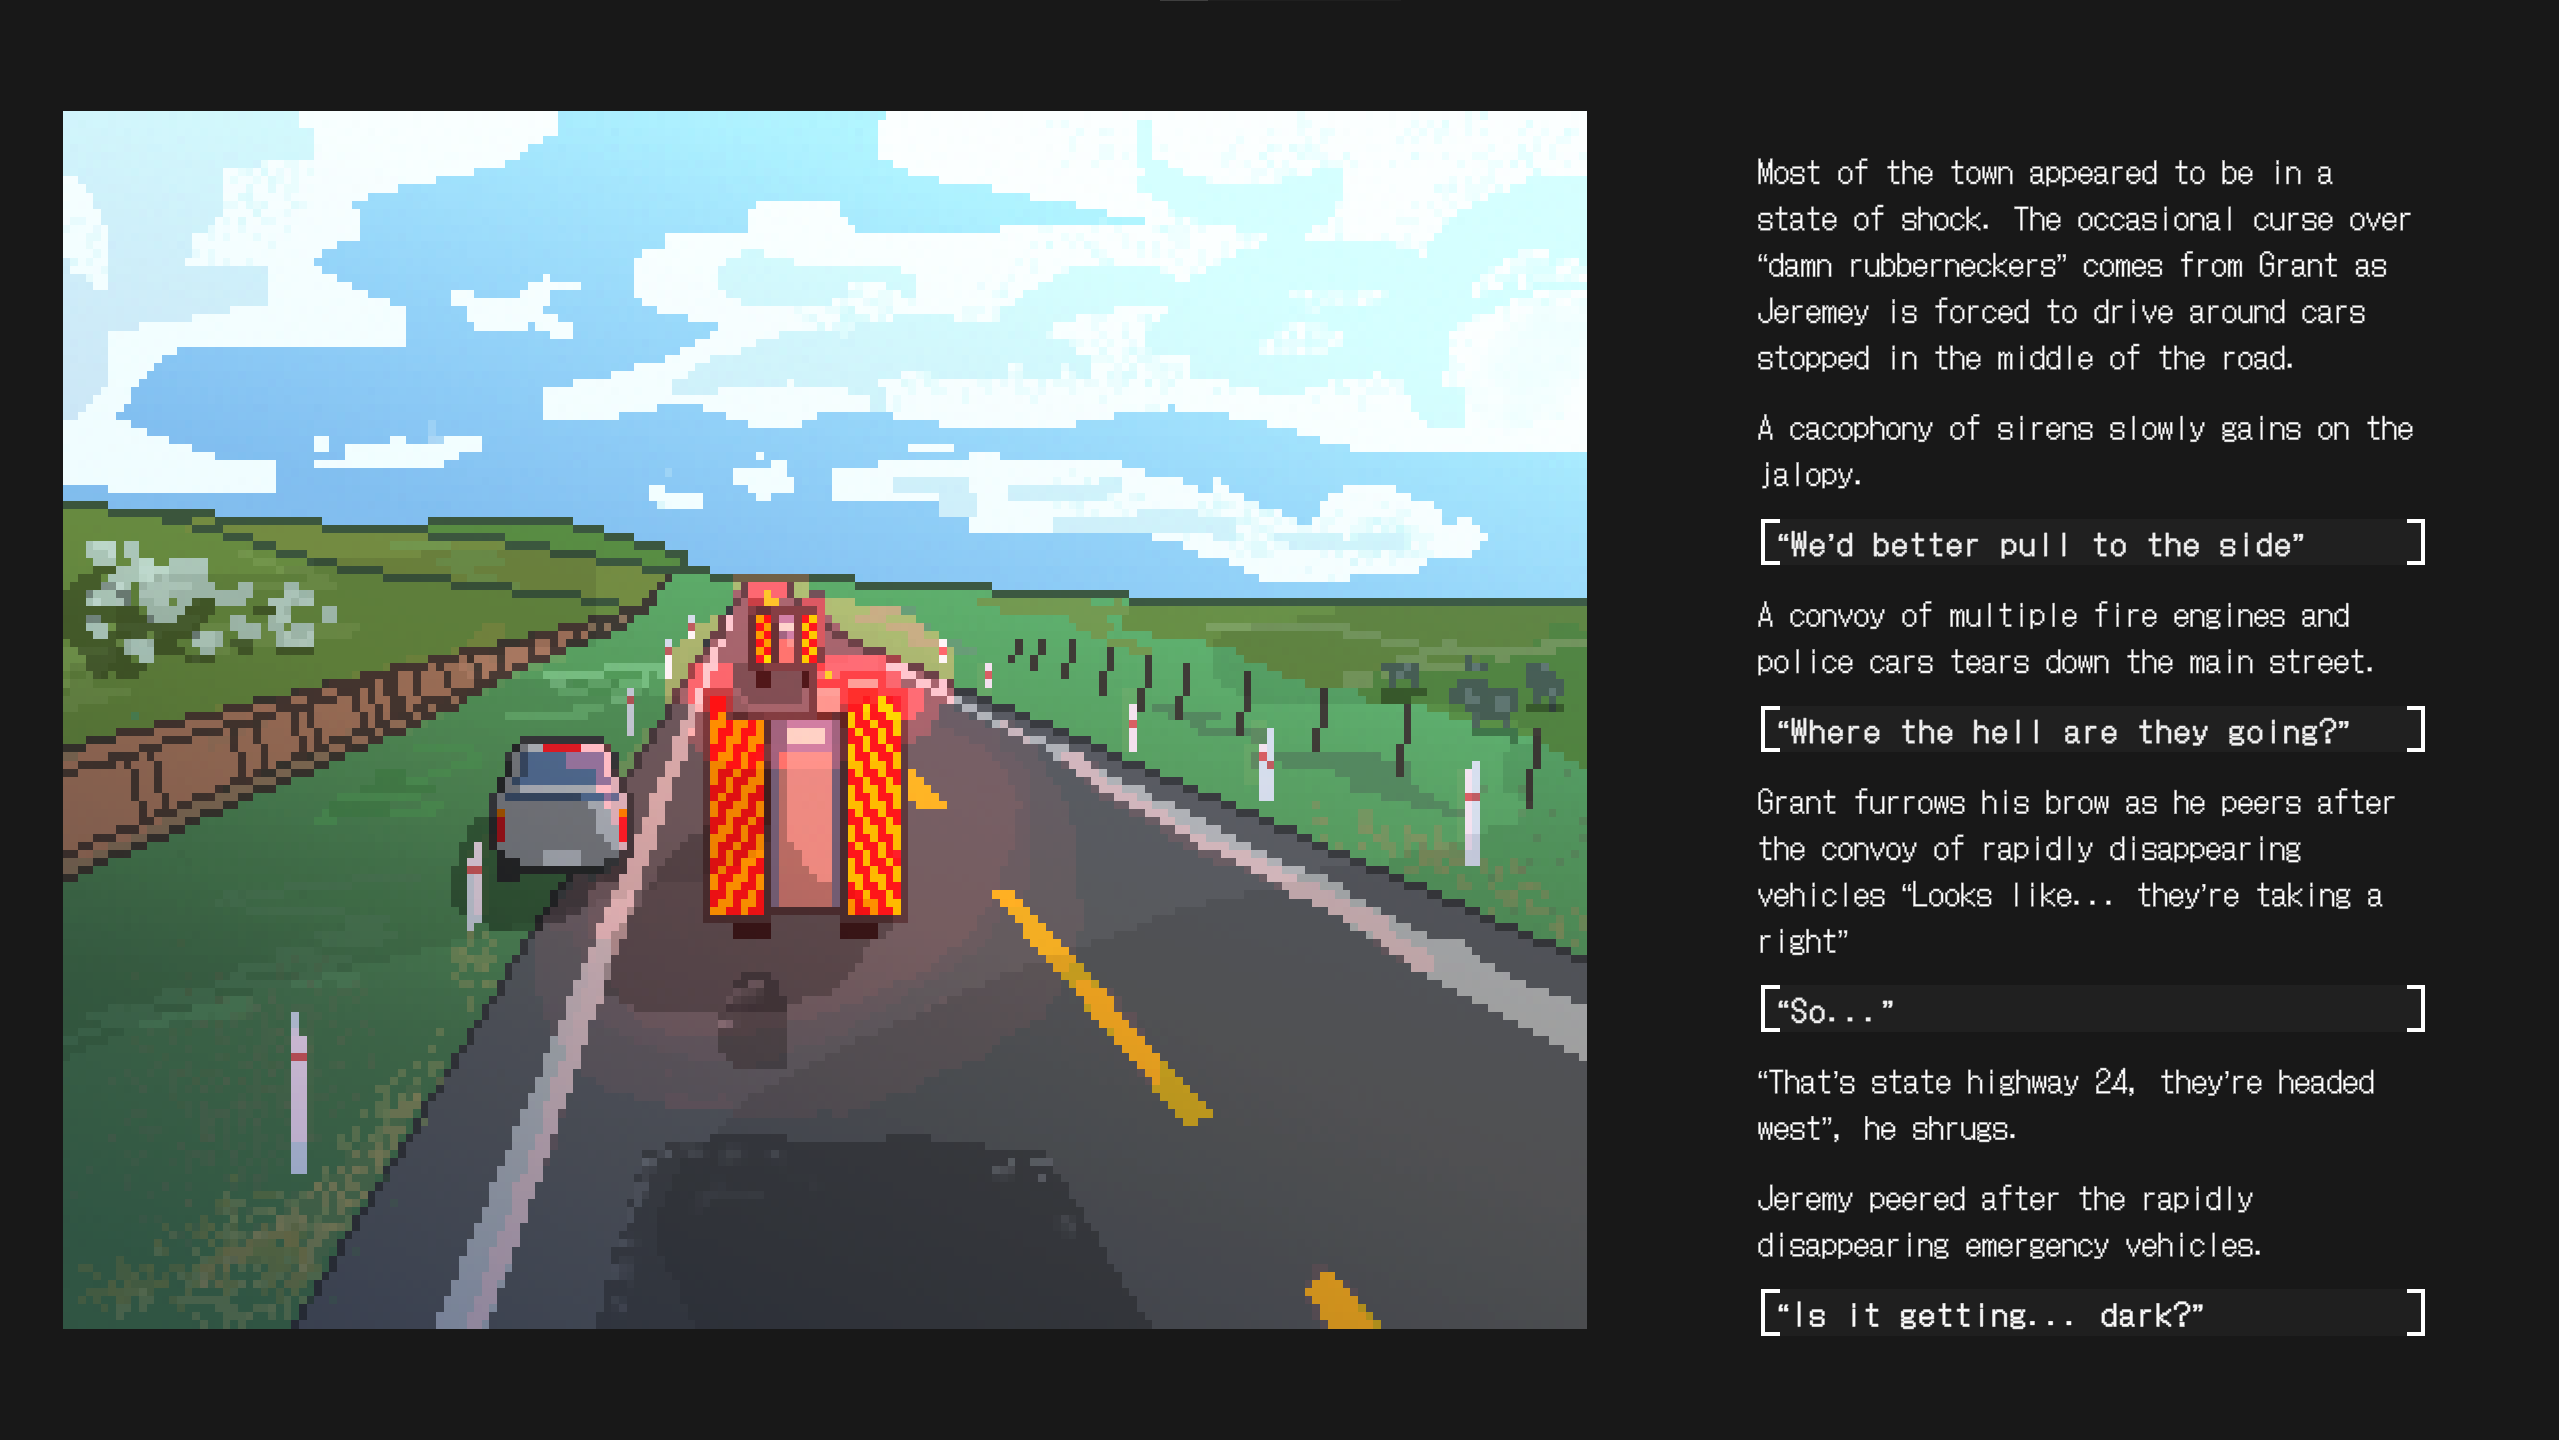 Most of the town appeared to be in a
state of shock. The occasional curse over
“damn rubberneckers” comes from Grant as
Jeremey is forced to drive around cars
stopped in the middle of the road.
A cacophony of sirens slowly gains on the
jalopy.
[“We’d better pull to the side”]
A convoy of multiple fire engines and
police cars tears down the main street.
[“Where the hell are they going?”]
Grant furrows his brow as he peers after
the convoy of rapidly disappearing
vehicles “Looks like... they’re taking a
right”
[“So...”]
“That’s state highway 24, they’re headed
west”, he shrugs.
Jeremy peered after the rapidly
disappearing emergency vehicles.
[“Is it getting... dark?”]